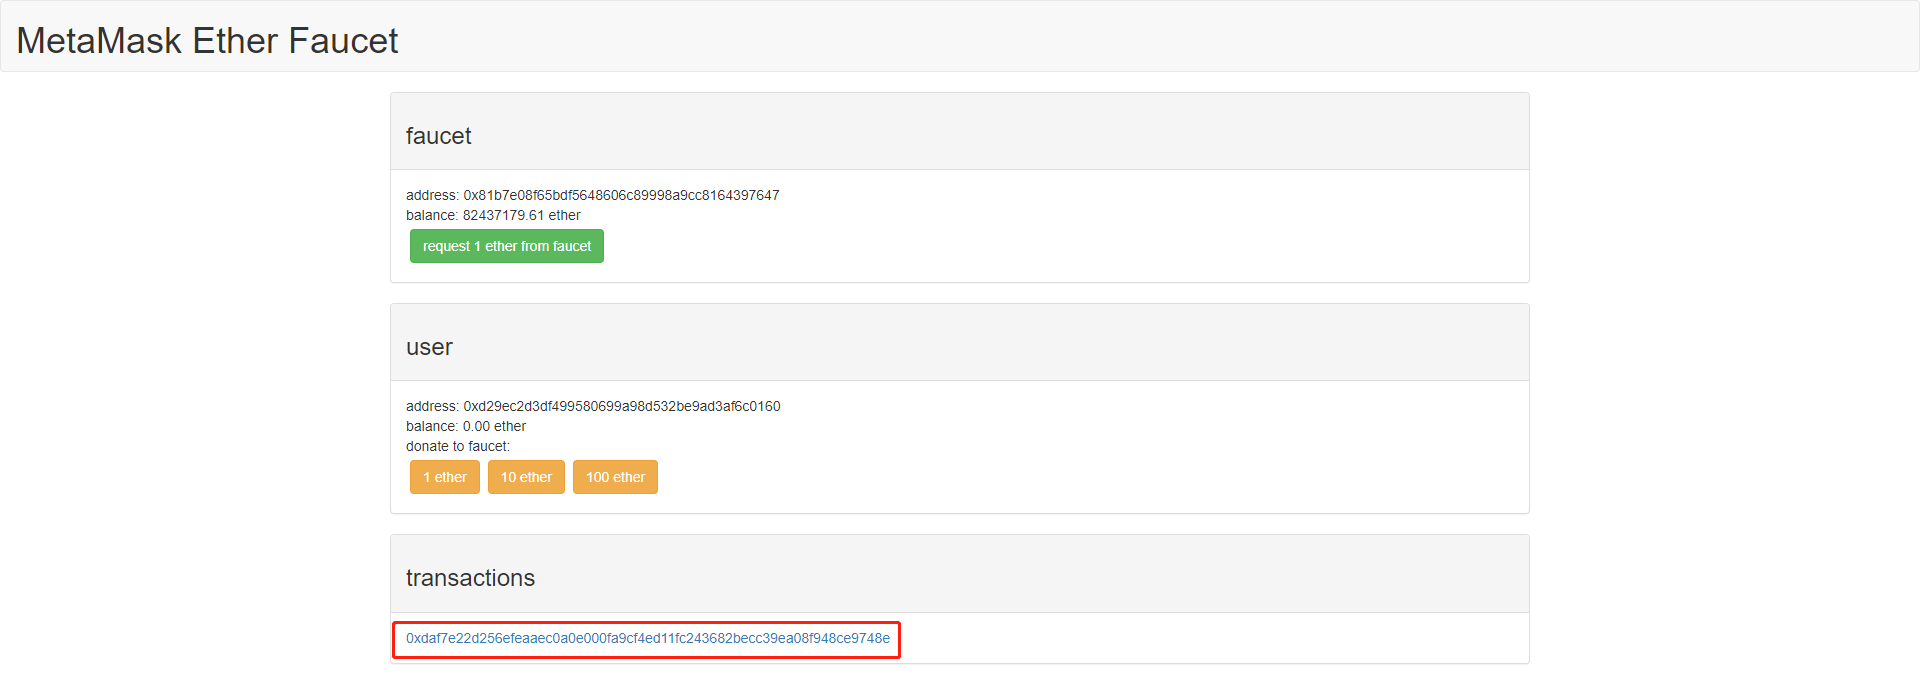 MetaMask Ether Faucet
faucet
address: 0x81b7e08f65bdf5648606c89998a9cc8164397647
balance: 82437179.61 ether
request 1 ether from faucet
user
address: 0xd29ec2d3df499580699a98d532be9ad3af6c0160
balance: 0.00 ether
donate to faucet:
1 ether 10 ether 100 ether
transactions
0xdaf7e22d256efeaaec0a0e000fa9cf4ed11fc243682becc39ea08f948ce9748e